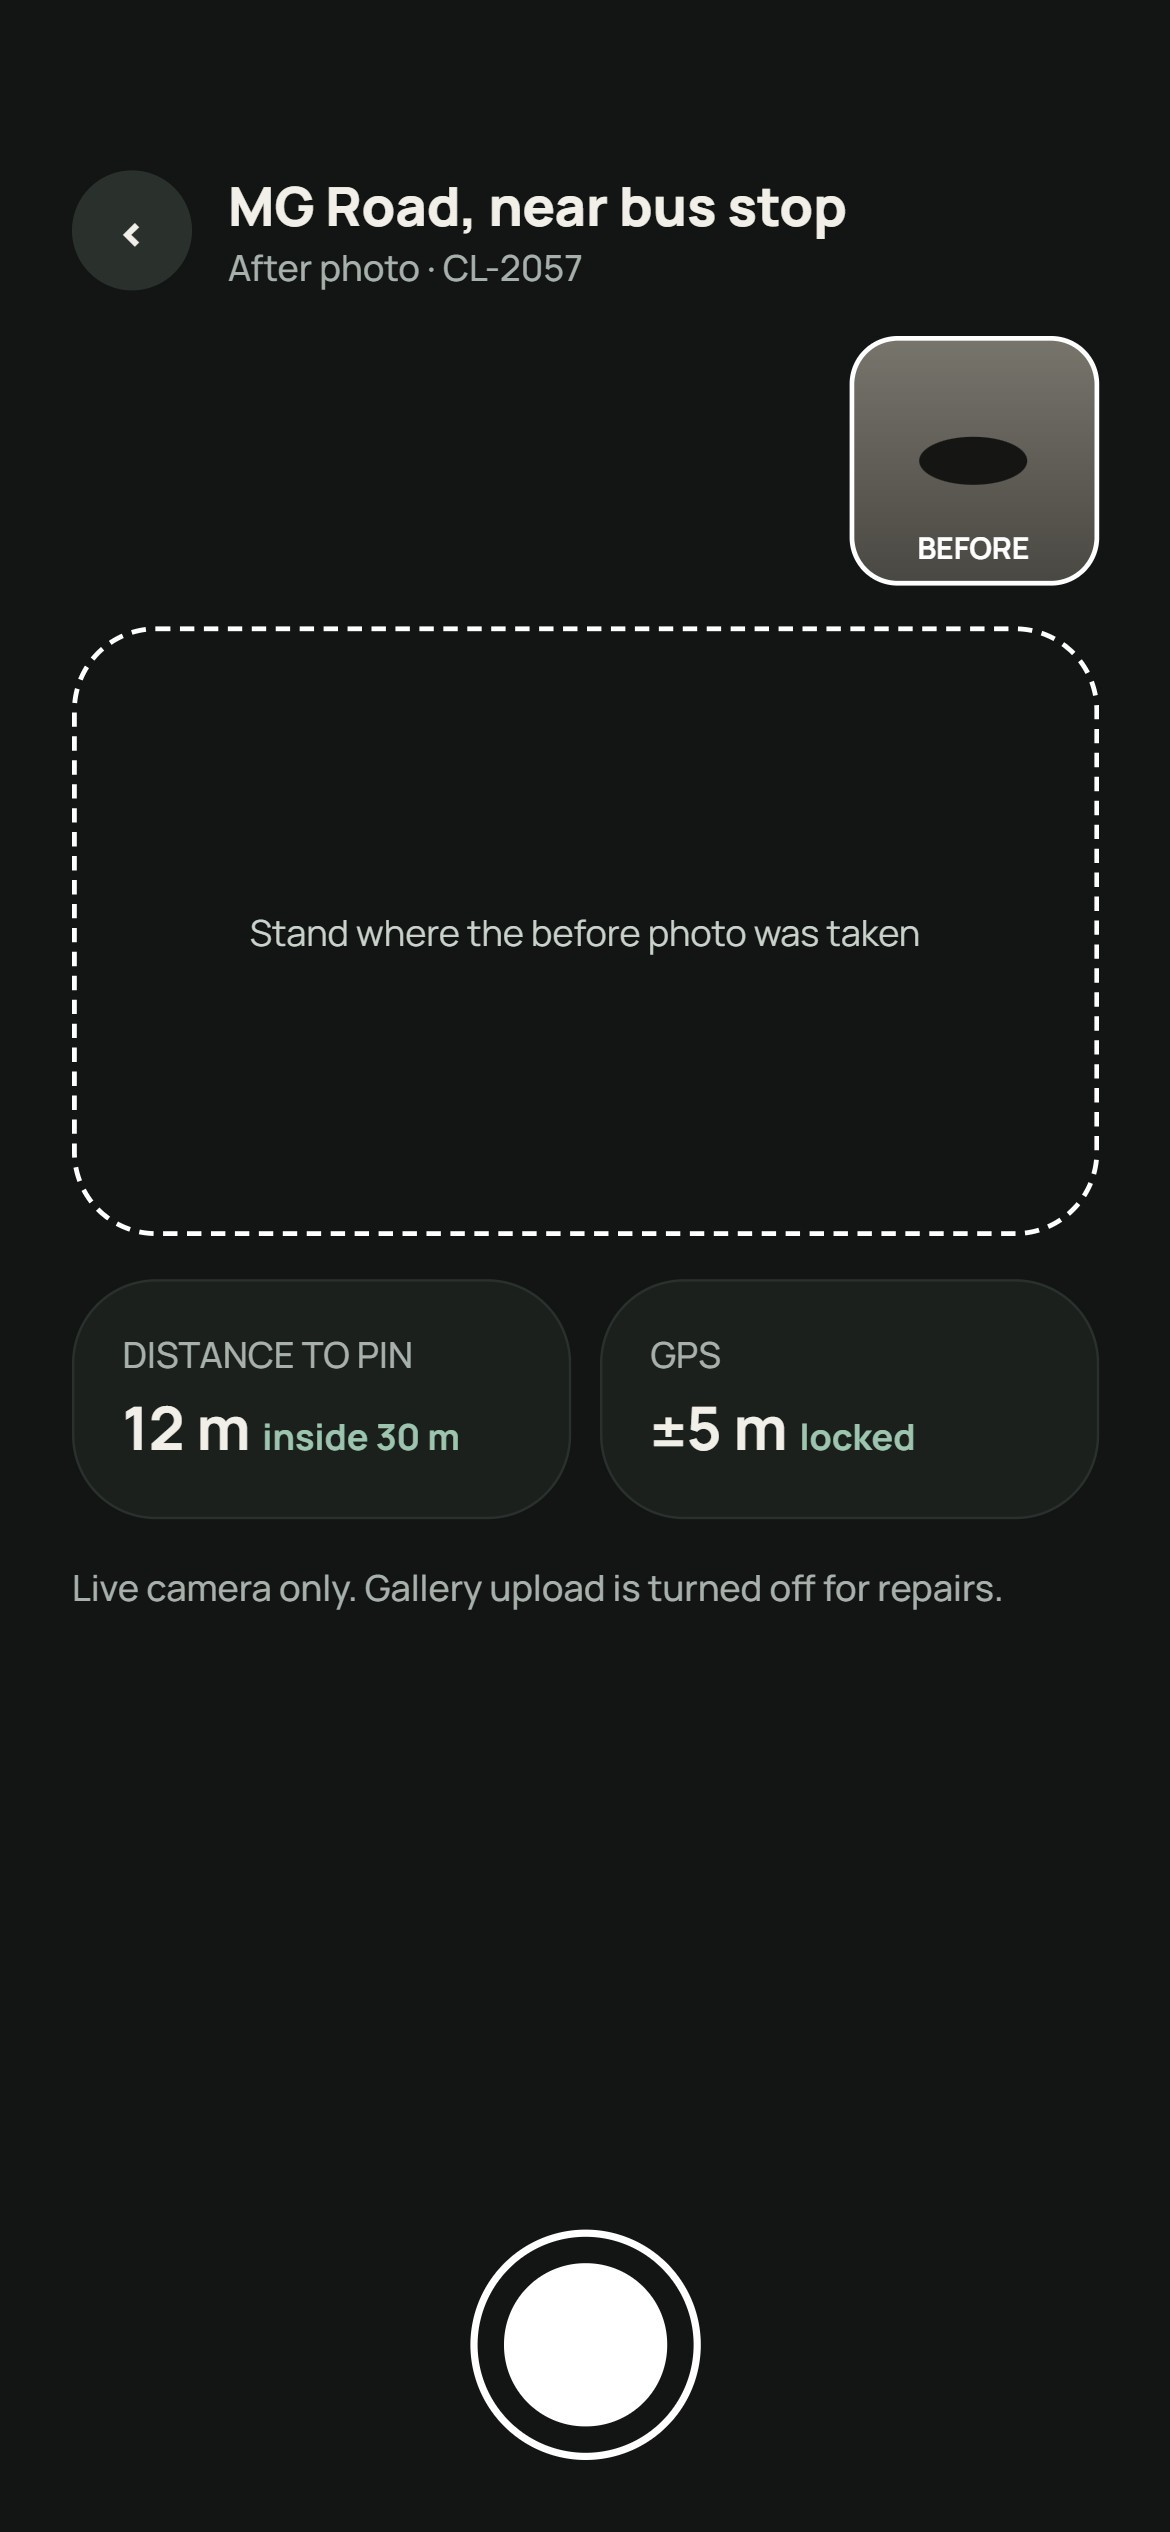 MG Road, near bus stop
After photo · CL-2057
BEFORE
Stand where the before photo was taken
DISTANCE TO PIN
12 m inside 30 m
GPS
±5 m locked
Live camera only. Gallery upload is turned off for repairs.